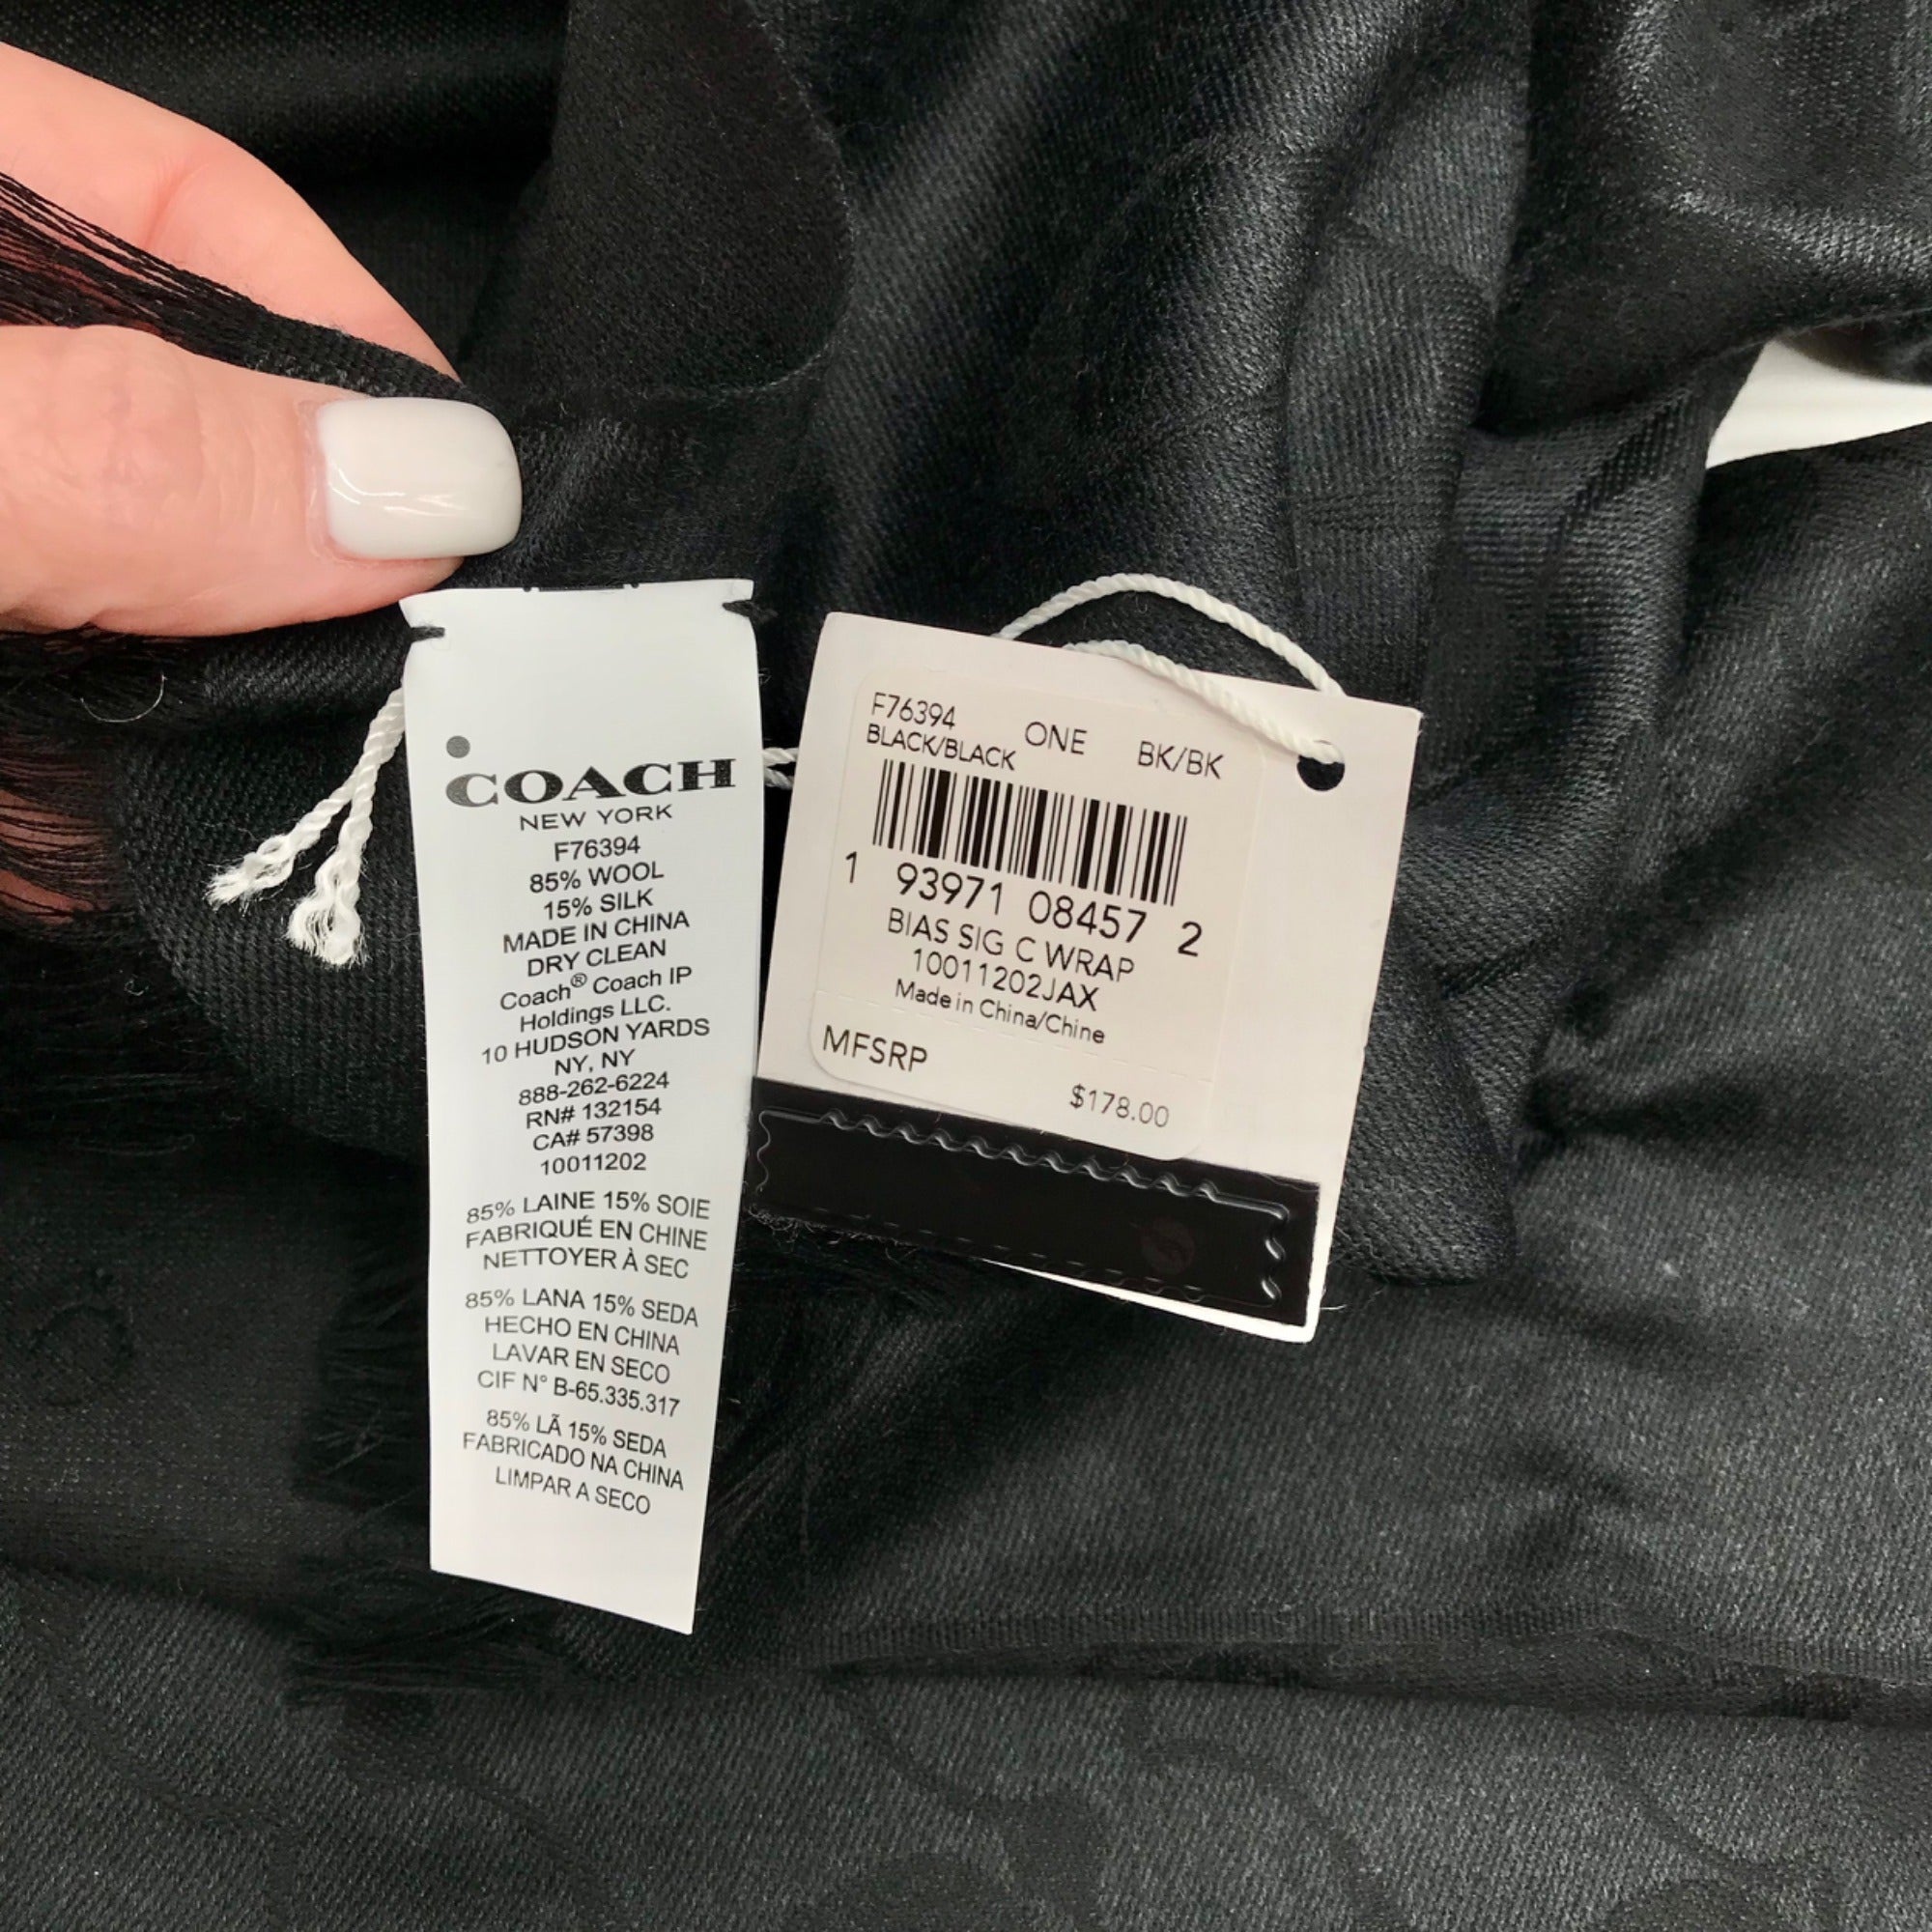 COACH
NEW YORK
F76394
85% WOOL
15% SILK
MADE IN CHINA
DRY CLEAN
Coach® Coach IP
Holdings LLC.
10 HUDSON YARDS
NY, NY
888-262-6224
RN# 132154
CA# 57398
10011202
85% LAINE 15% SOIE
FABRIQUÉ EN CHINE
NETTOYER À SEC
85% LANA 15% SEDA
HECHO EN CHINA
LAVAR EN SECO
CIF N° B-65.335.317
85% LÃ 15% SEDA
FABRICADO NA CHINA
LIMPAR A SECO
F76394 ONE BK/BK
BLACK/BLACK
1 93971 08457 2
BIAS SIG C WRAP
10011202JAX
Made in China/Chine
MFSRP
$178.00